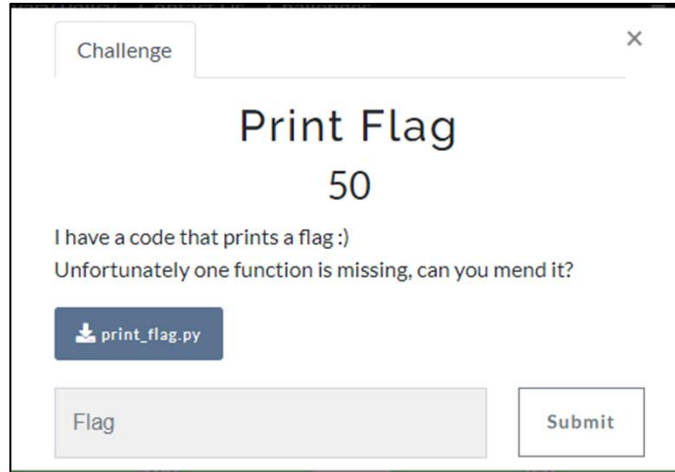 Challenge
×
Print Flag
50
I have a code that prints a flag :)
Unfortunately one function is missing, can you mend it?
print_flag.py
Flag
Submit